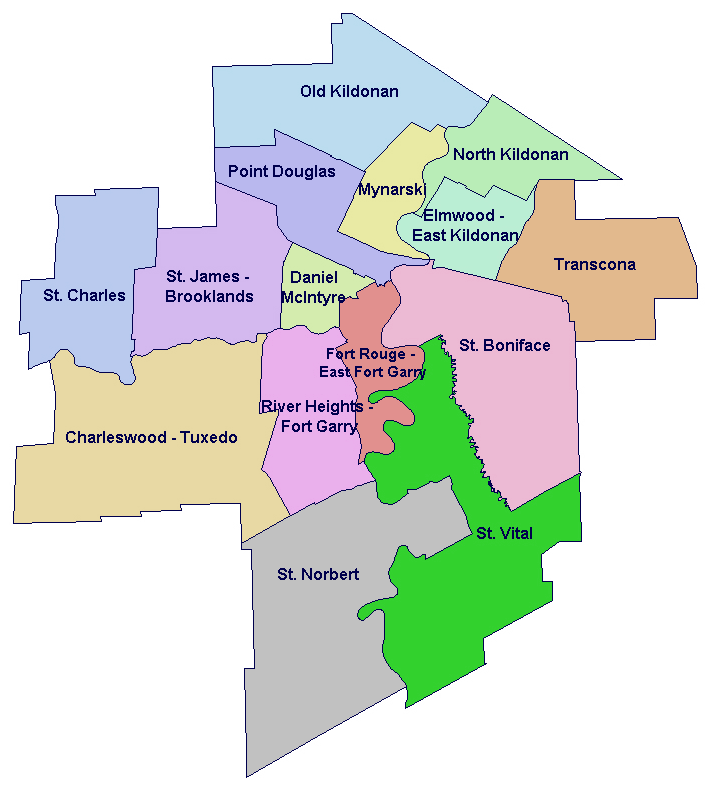 Old Kildonan
North Kildonan
Point Douglas
Mynarski
Elmwood -
East Kildonan
Transcona
St. Charles
St. James -
Brooklands
Daniel
McIntyre
St. Boniface
Fort Rouge -
East Fort Garry
River Heights -
Fort Garry
Charleswood - Tuxedo
St. Vital
St. Norbert